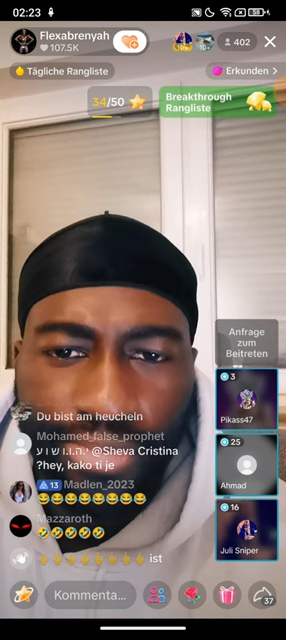 02:23
58
Flexabrenyah
107.5K
402
Tägliche Rangliste
Erkunden >
34/50
Breakthrough
Rangliste
Anfrage
zum
Beitreten
3
Pikass47
25
Ahmad
16
Juli Sniper
Du bist am heucheln
Mohamed_false_prophet
י.ה.ו.ו ש ו ע @Sheva Cristina
?hey, kako ti je
13 Madlen_2023
😂😂😂😂😂😂😂
Mazzaroth
🤣🤣🤣🤣🤣
ist
Kommenta...
37